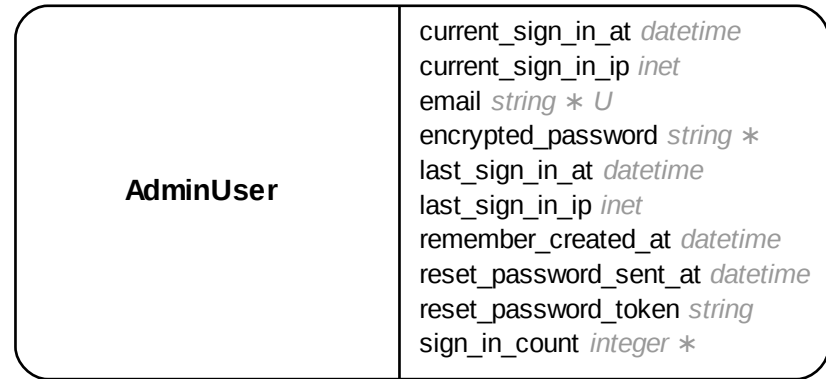 AdminUser
current_sign_in_at datetime
current_sign_in_ip inet
email string ∗ U
encrypted_password string ∗
last_sign_in_at datetime
last_sign_in_ip inet
remember_created_at datetime
reset_password_sent_at datetime
reset_password_token string
sign_in_count integer ∗